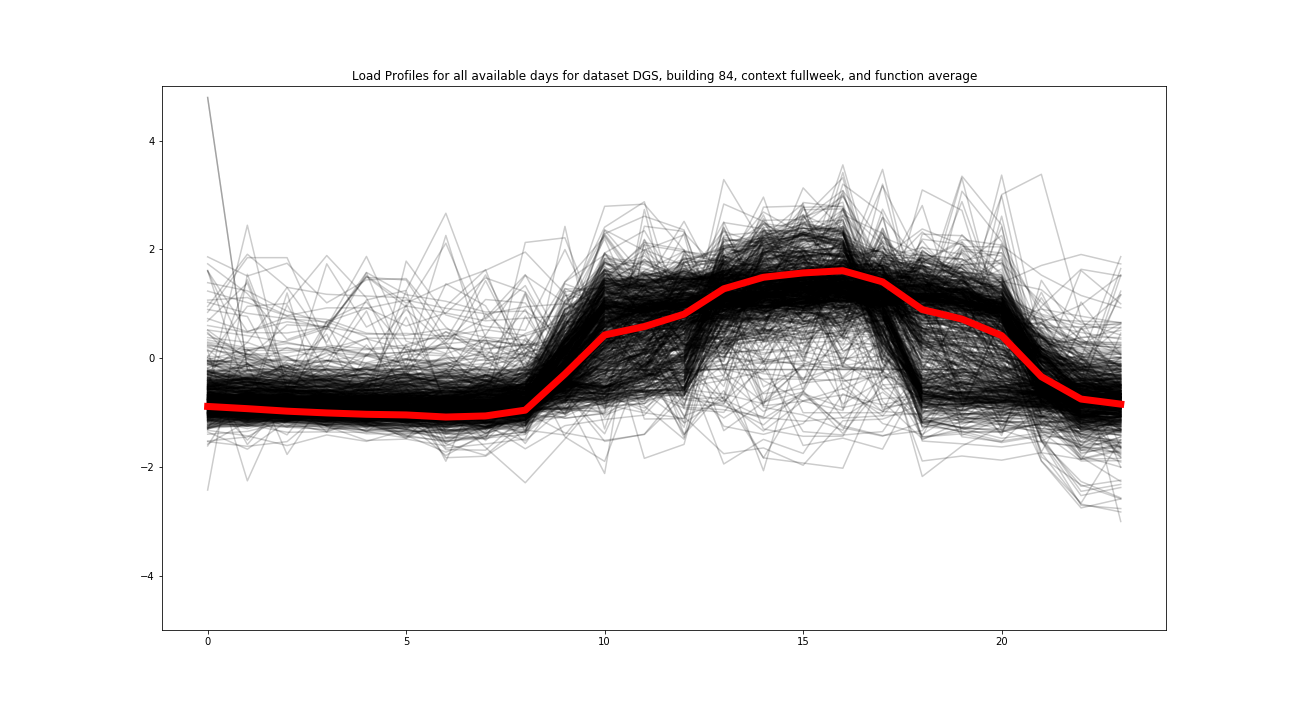 Load Profiles for all available days for dataset DGS, building 84, context fullweek, and function average
4
2
0
−2
−4
0 5 10 15 20